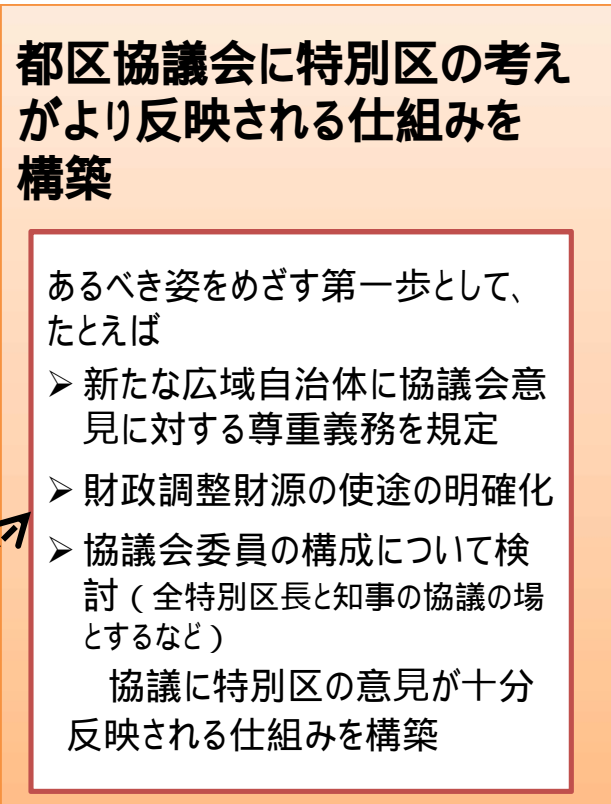 都区協議会に特別区の考え
がより反映される仕組みを
構築
あるべき姿をめざす第一歩として、
たとえば
➢ 新たな広域自治体に協議会意
見に対する尊重義務を規定
➢ 財政調整財源の使途の明確化
➢ 協議会委員の構成について検
討（全特別区長と知事の協議の場
とするなど）
協議に特別区の意見が十分
反映される仕組みを構築